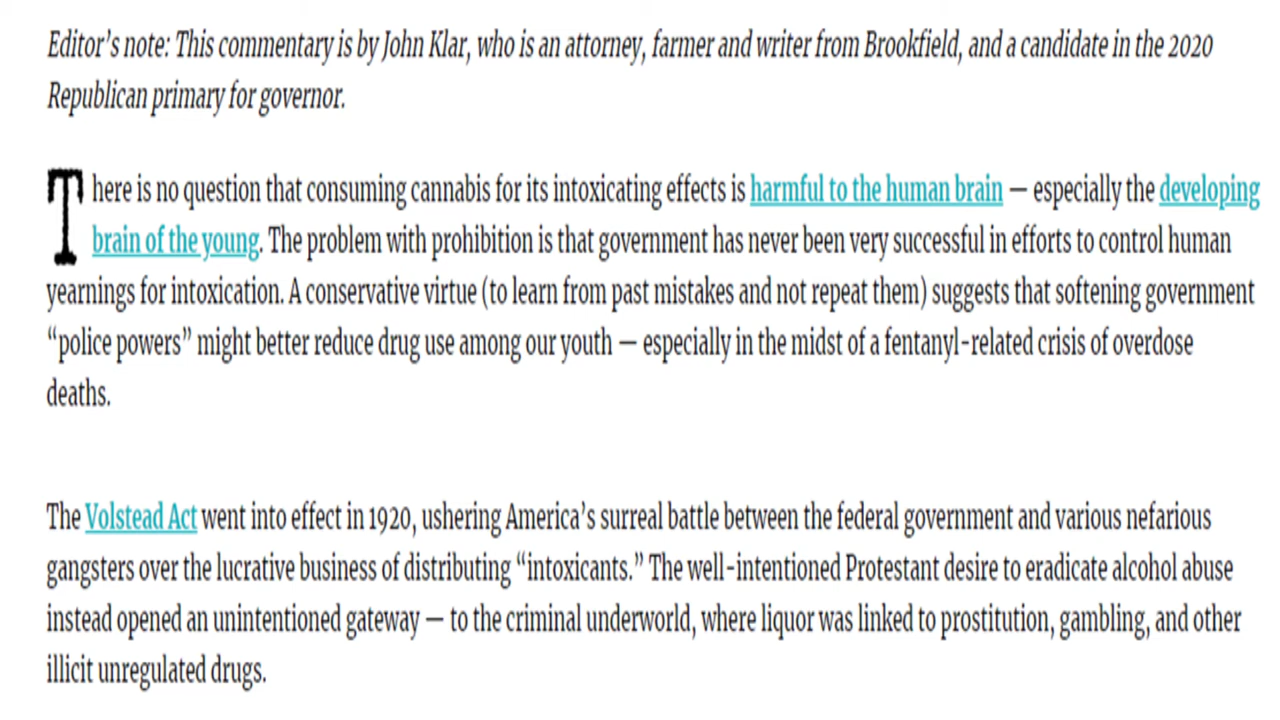 Editor’s note: This commentary is by John Klar, who is an attorney, farmer and writer from Brookfield, and a candidate in the 2020
Republican primary for governor.
There is no question that consuming cannabis for its intoxicating effects is harmful to the human brain — especially the developing
brain of the young. The problem with prohibition is that government has never been very successful in efforts to control human
yearnings for intoxication. A conservative virtue (to learn from past mistakes and not repeat them) suggests that softening government
“police powers” might better reduce drug use among our youth — especially in the midst of a fentanyl-related crisis of overdose
deaths.
The Volstead Act went into effect in 1920, ushering America’s surreal battle between the federal government and various nefarious
gangsters over the lucrative business of distributing “intoxicants.” The well-intentioned Protestant desire to eradicate alcohol abuse
instead opened an unintentioned gateway — to the criminal underworld, where liquor was linked to prostitution, gambling, and other
illicit unregulated drugs.